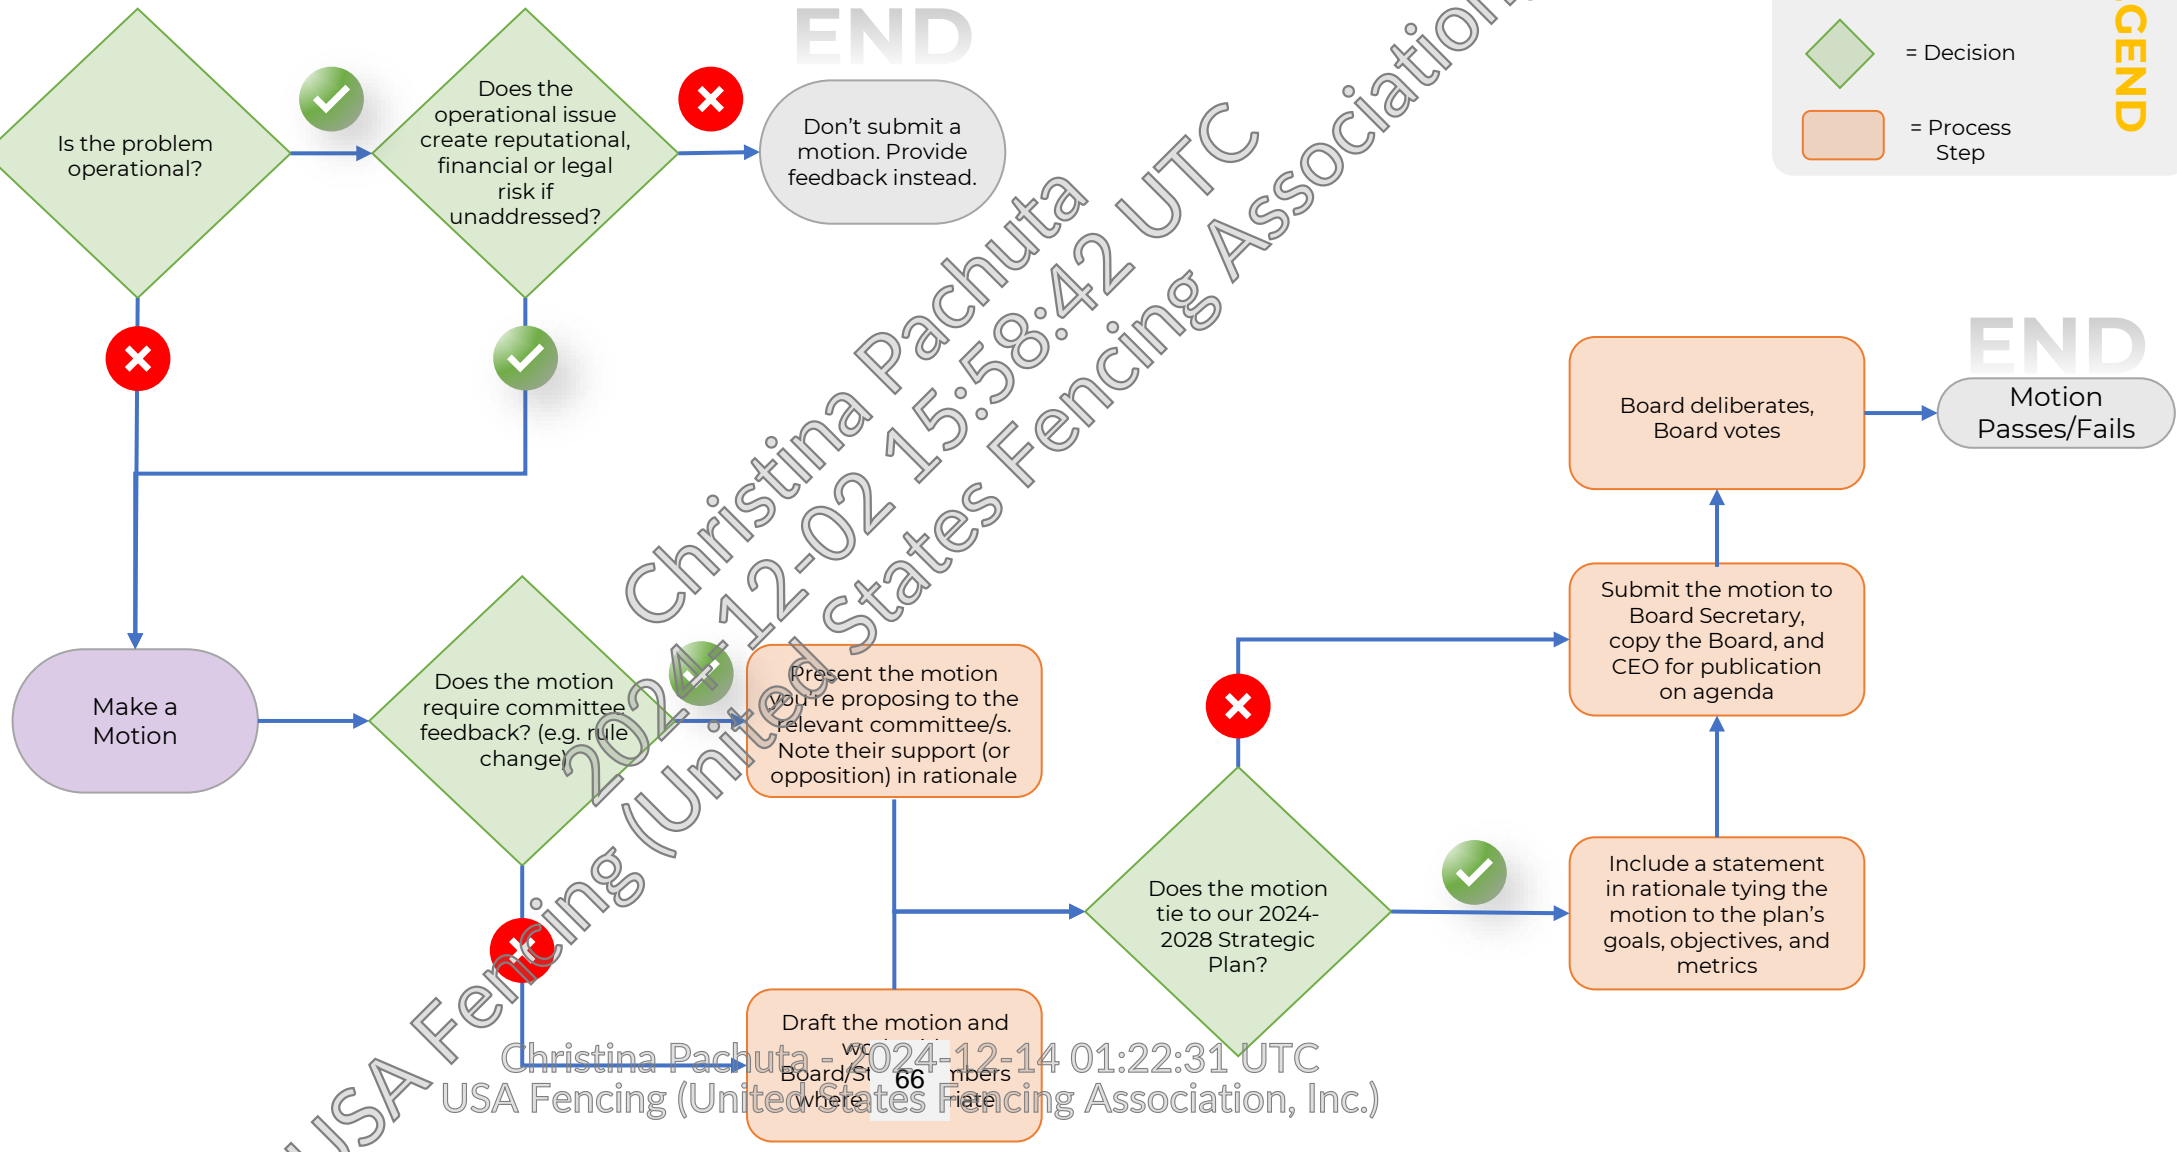 END
Is the problem
operational?
Does the
operational issue
create reputational,
financial or legal
risk if
unaddressed?
Don't submit a
motion. Provide
feedback instead.
= Decision
= Process
Step
GEND
Make a
Motion
Does the motion
require committee
feedback? (e.g. rule
change)
Present the motion
you're proposing to the
relevant committee/s.
Note their support (or
opposition) in rationale
Draft the motion and
Board/
where
Does the motion
tie to our 2024-
2028 Strategic
Plan?
Include a statement
in rationale tying the
motion to the plan's
goals, objectives, and
metrics
Submit the motion to
Board Secretary,
copy the Board, and
CEO for publication
on agenda
Board deliberates,
Board votes
END
Motion
Passes/Fails
Christina Pachuta
2024-12-02 15:58:42 UTC
USA Fencing (United States Fencing Association,
Christina Pachuta - 2024-12-14 01:22:31 UTC
USA Fencing (United States Fencing Association, Inc.)
66